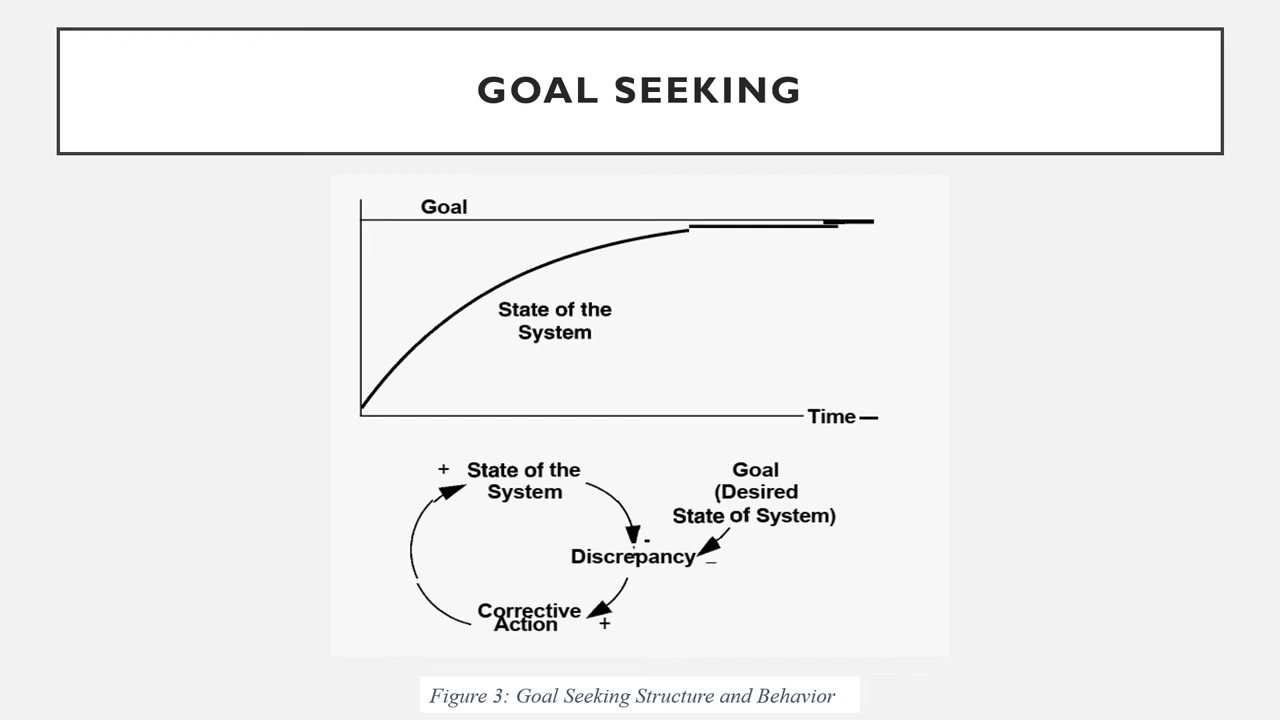 GOAL SEEKING
Goal
State of the
System
Time
+ State of the
System
Goal
(Desired
State of System)
-
Discrepancy
_
Corrective
Action
+
Figure 3: Goal Seeking Structure and Behavior